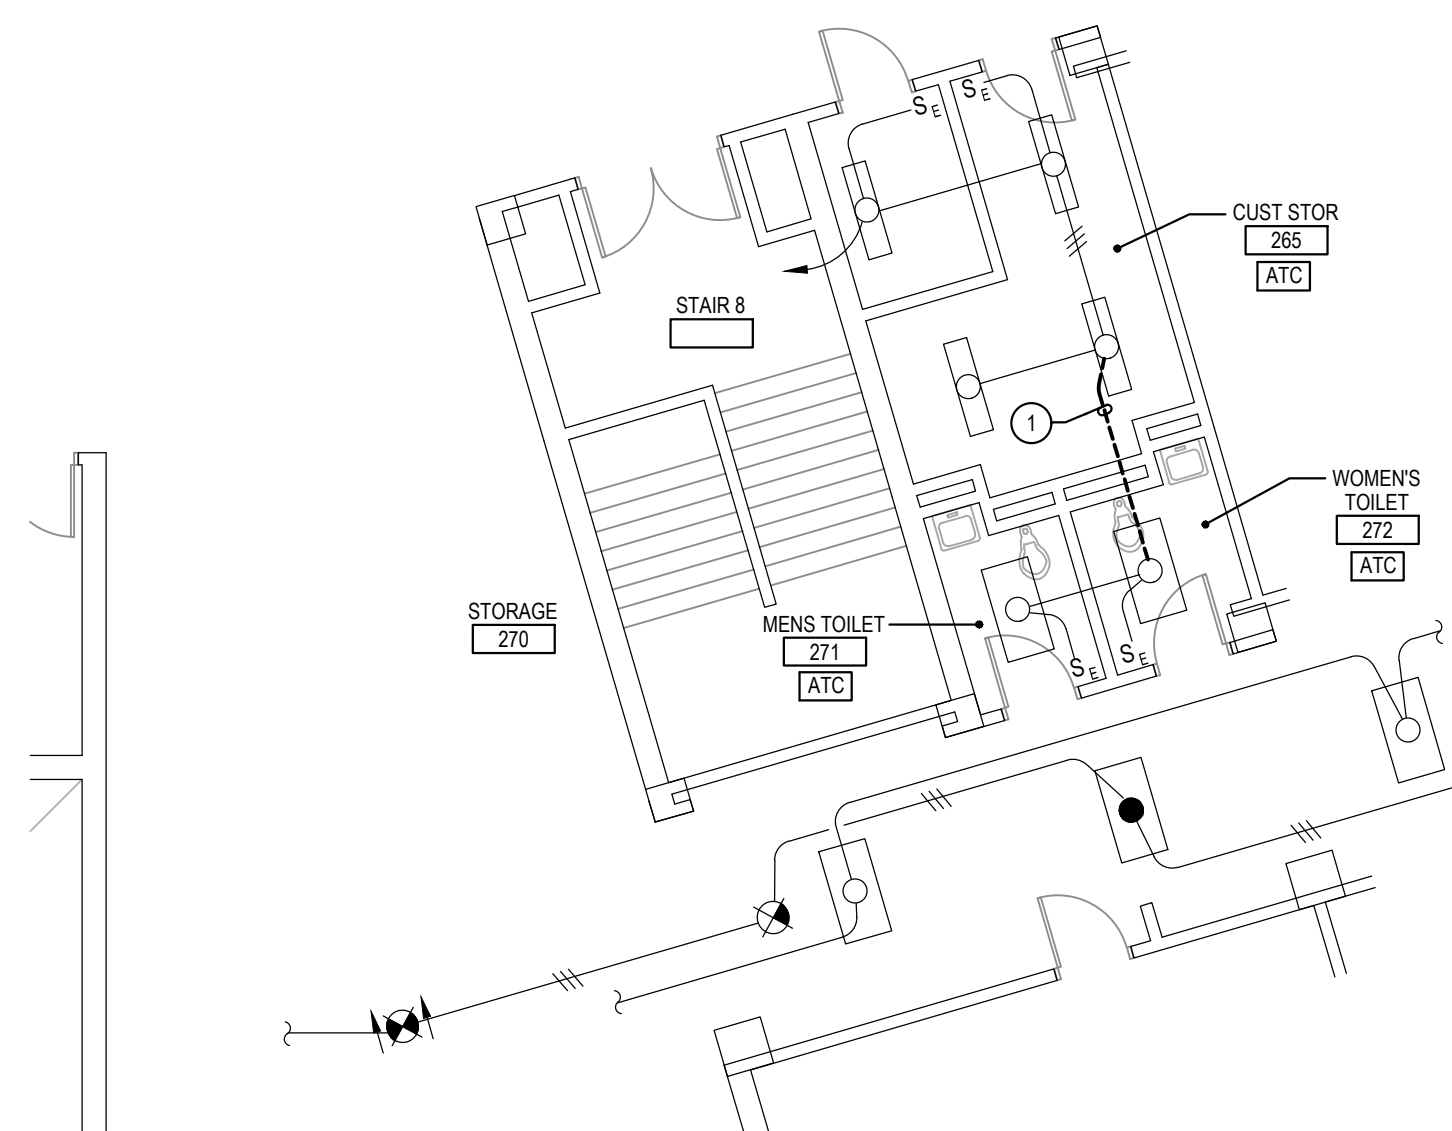 S E
S E
CUST STOR
265
ATC
STAIR 8
1
WOMEN'S
TOILET
272
ATC
STORAGE
270
MENS TOILET
271
ATC
S E
S E